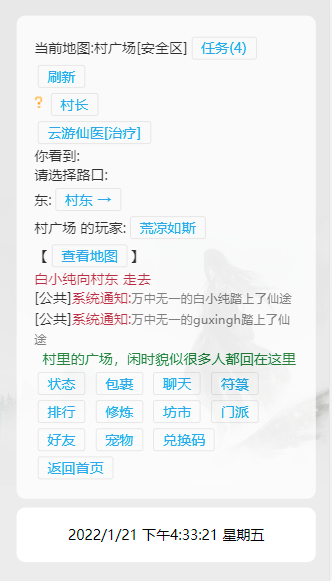 当前地图:村广场[安全区] 任务(4)
刷新
? 村长
云游仙医[治疗]
你看到:
请选择路口:
东: 村东 →
村广场 的玩家: 荒凉如斯
【 查看地图 】
白小纯向村东 走去
[公共]系统通知:万中无一的白小纯踏上了仙途
[公共]系统通知:万中无一的guxingh踏上了仙
途
村里的广场，闲时貌似很多人都回在这里
状态 包裹 聊天 符箓
排行 修炼 坊市 门派
好友 宠物 兑换码
返回首页
2022/1/21 下午4:33:21 星期五